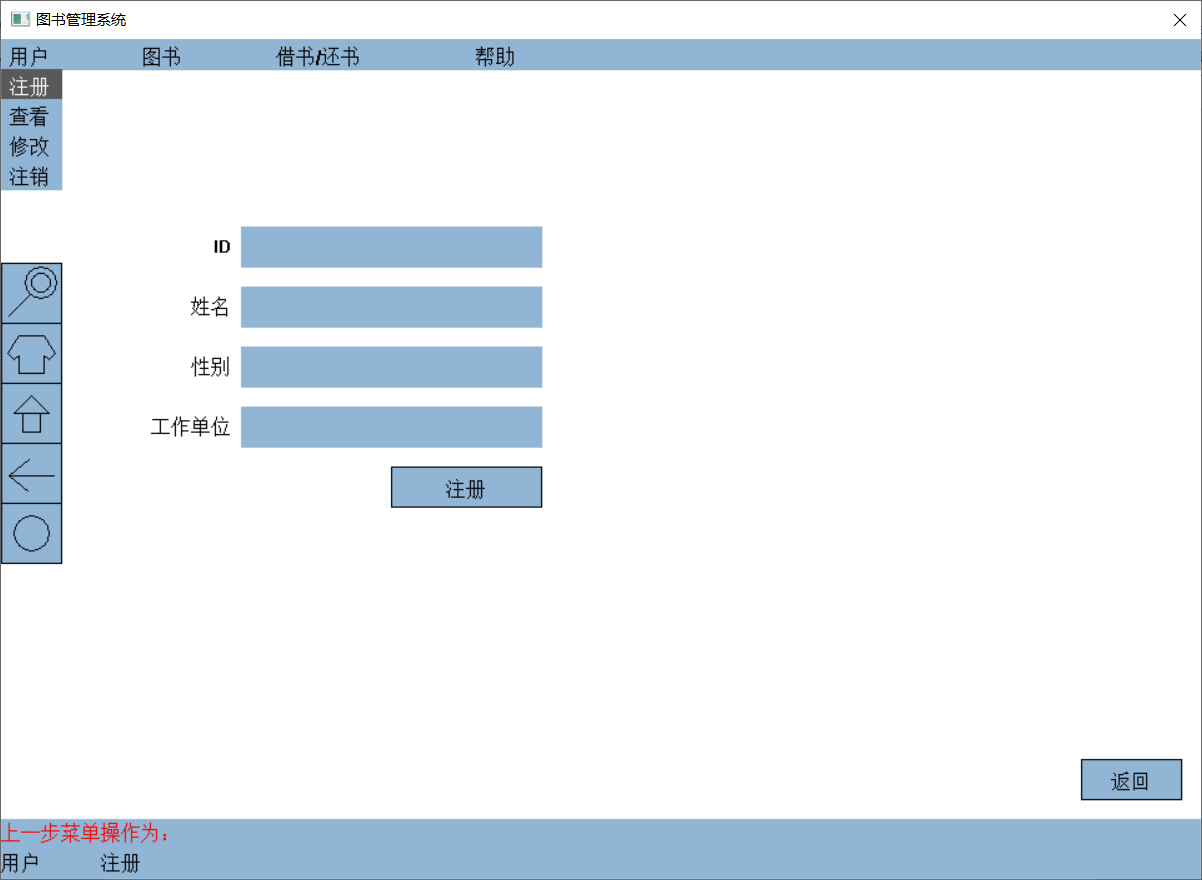 图书管理系统
用户 图书 借书/还书 帮助
注册
查看
修改
注销
ID
姓名
性别
工作单位
注册
返回
上一步菜单操作为：
用户 注册